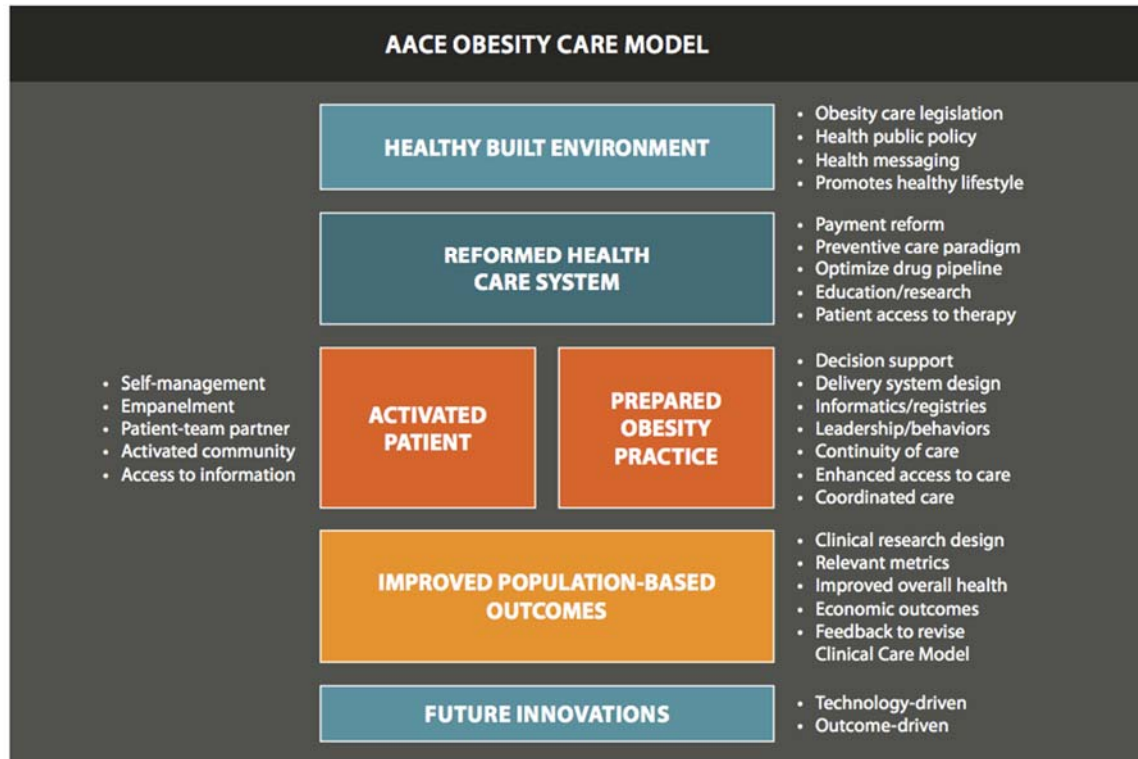 AACE OBESITY CARE MODEL
HEALTHY BUILT ENVIRONMENT
• Obesity care legislation
• Health public policy
• Health messaging
• Promotes healthy lifestyle
REFORMED HEALTH
CARE SYSTEM
• Payment reform
• Preventive care paradigm
• Optimize drug pipeline
• Education/research
• Patient access to therapy
• Self-management
• Empanelment
• Patient-team partner
• Activated community
• Access to information
ACTIVATED
PATIENT
PREPARED
OBESITY
PRACTICE
• Decision support
• Delivery system design
• Informatics/registries
• Leadership/behaviors
• Continuity of care
• Enhanced access to care
• Coordinated care
IMPROVED POPULATION-BASED
OUTCOMES
• Clinical research design
• Relevant metrics
• Improved overall health
• Economic outcomes
• Feedback to revise
Clinical Care Model
FUTURE INNOVATIONS
• Technology-driven
• Outcome-driven